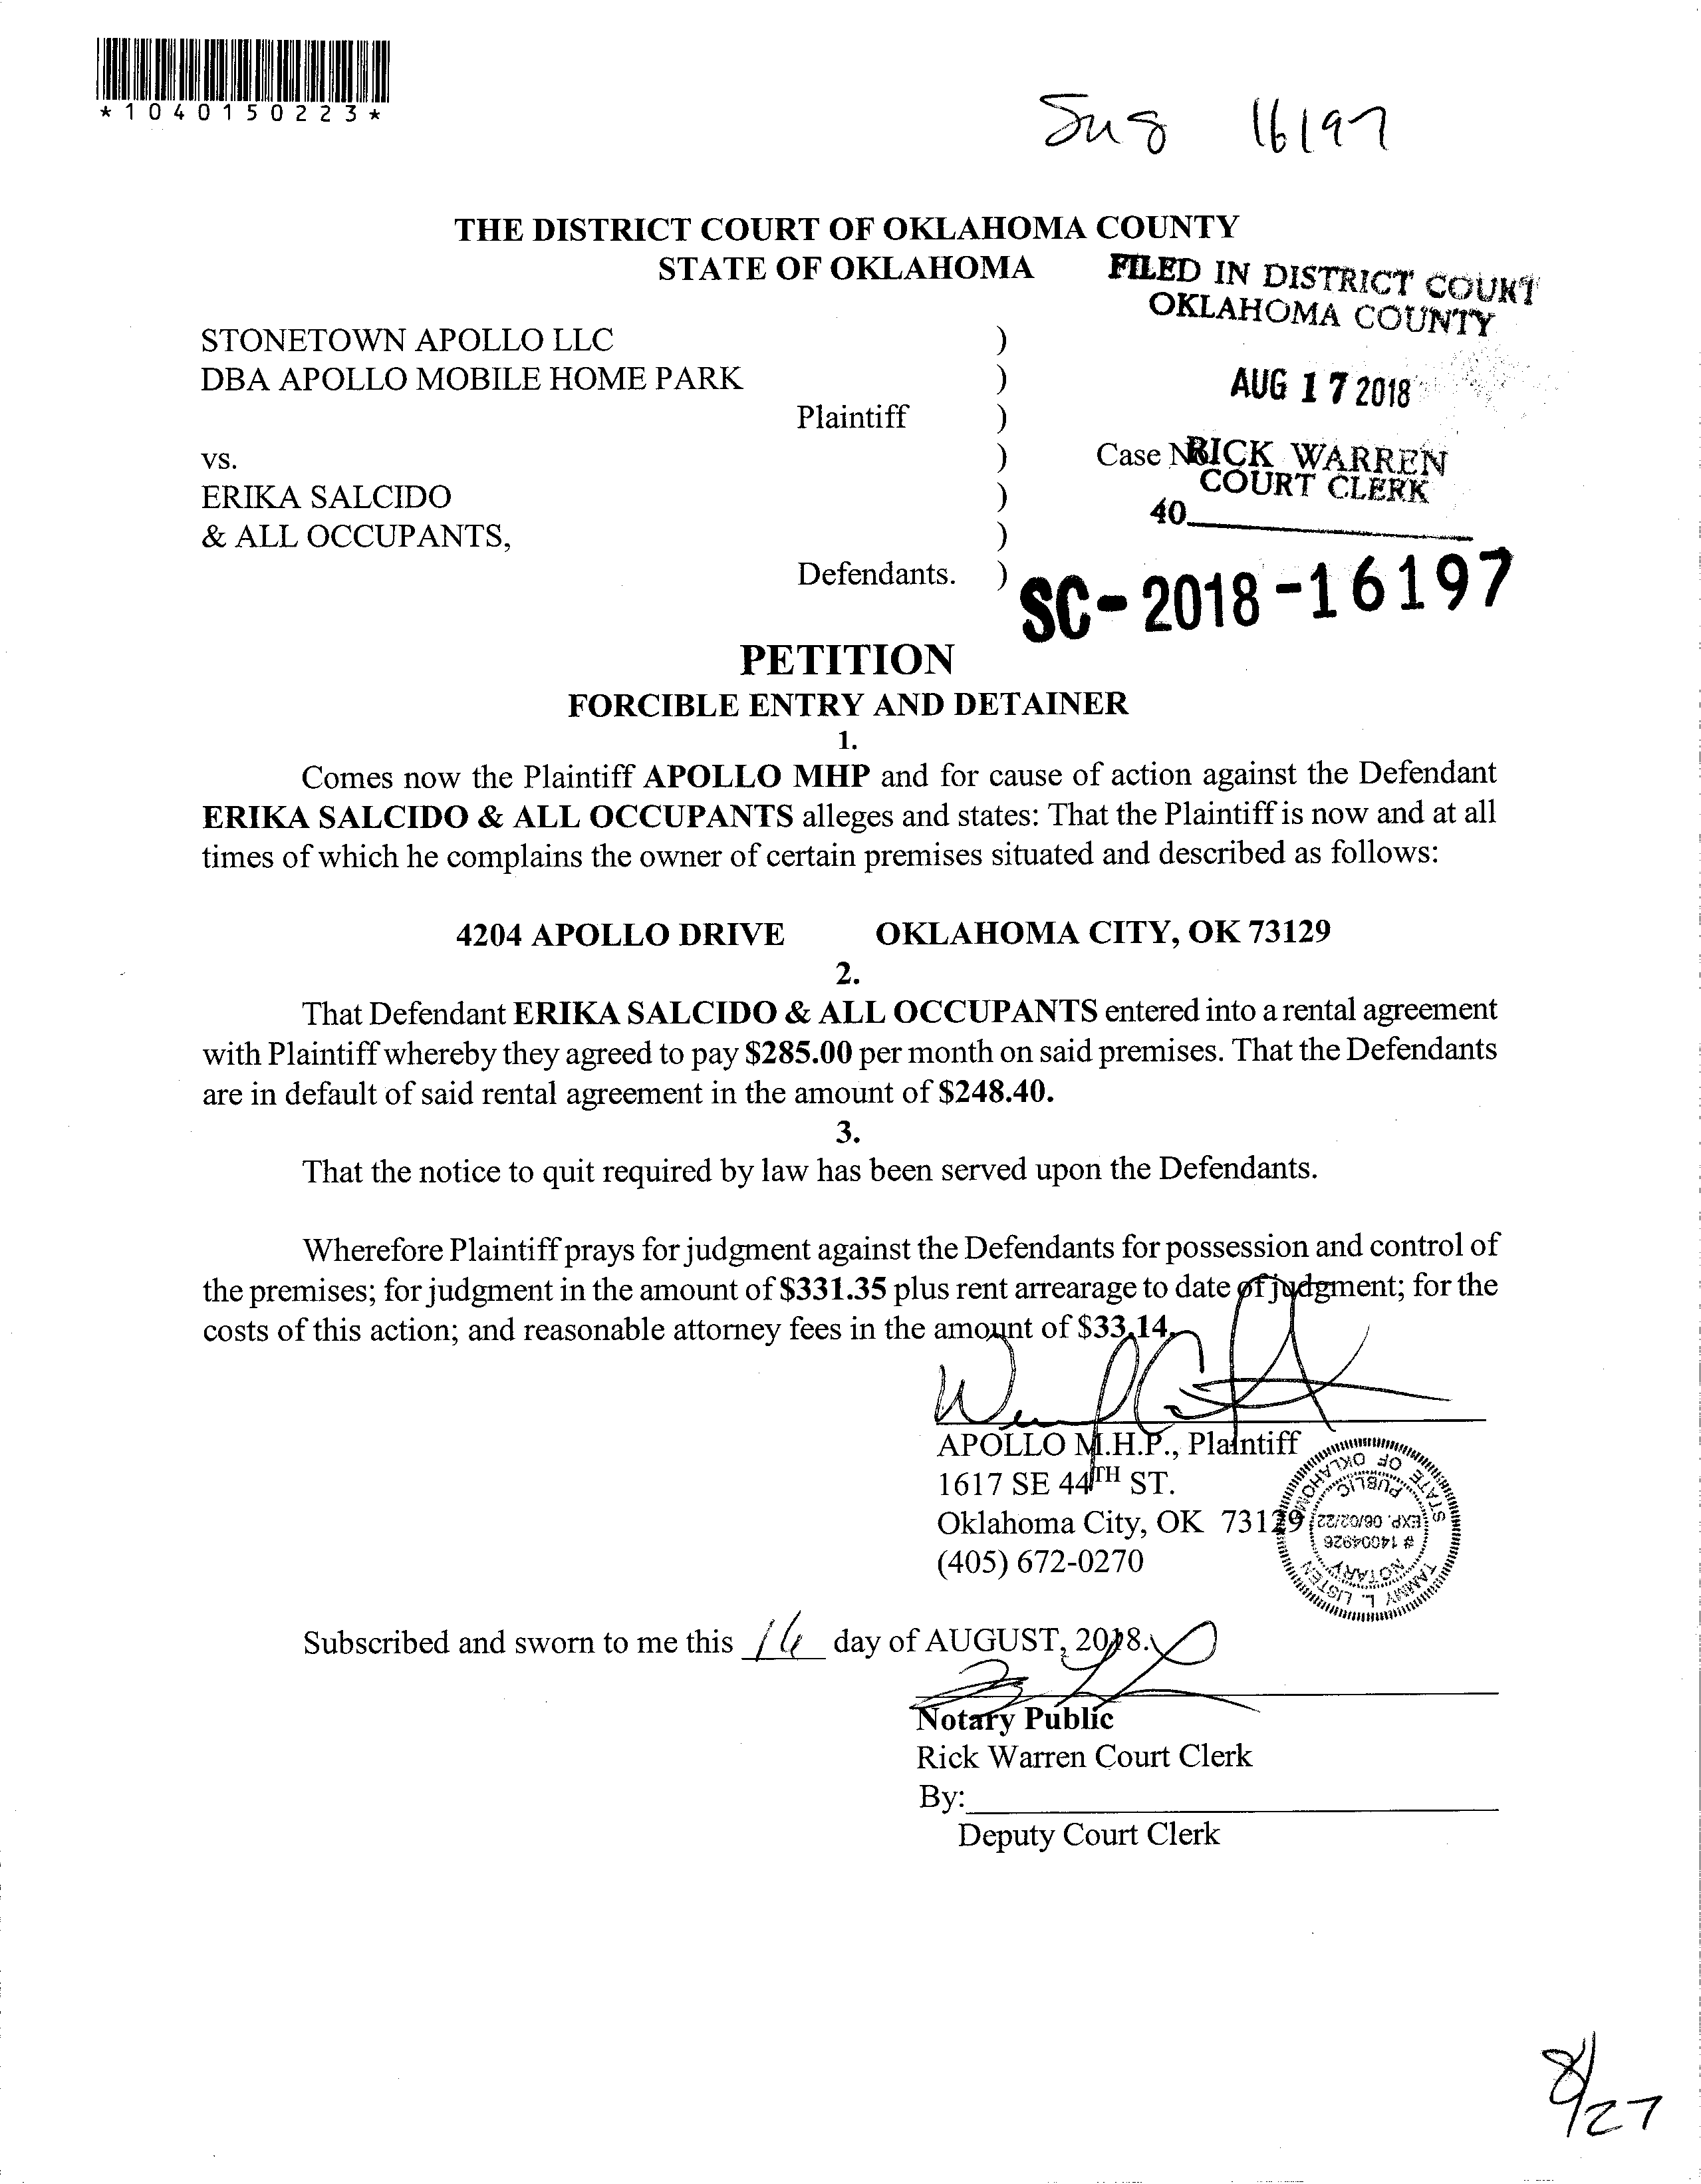 *1040150223*
16197
THE DISTRICT COURT OF OKLAHOMA COUNTY
STATE OF OKLAHOMA
FILED IN DISTRICT COURT
OKLAHOMA COUNTY
STONETOWN APOLLO LLC )
DBA APOLLO MOBILE HOME PARK )
AUG 17 2018
Plaintiff )
vs. )
Case No
RICK WARREN
COURT CLERK
ERIKA SALCIDO )
40
& ALL OCCUPANTS, )
Defendants. )
SC-2018-16197
PETITION
FORCIBLE ENTRY AND DETAINER
1.
Comes now the Plaintiff APOLLO MHP and for cause of action against the Defendant
ERIKA SALCIDO & ALL OCCUPANTS alleges and states: That the Plaintiff is now and at all
times of which he complains the owner of certain premises situated and described as follows:
4204 APOLLO DRIVE OKLAHOMA CITY, OK 73129
2.
That Defendant ERIKA SALCIDO & ALL OCCUPANTS entered into a rental agreement
with Plaintiff whereby they agreed to pay $285.00 per month on said premises. That the Defendants
are in default of said rental agreement in the amount of $248.40.
3.
That the notice to quit required by law has been served upon the Defendants.
Wherefore Plaintiff prays for judgment against the Defendants for possession and control of
the premises; for judgment in the amount of $331.35 plus rent arrearage to date of judgment; for the
costs of this action; and reasonable attorney fees in the amount of $33.14.
APOLLO M.H.P., Plaintiff
1617 SE 44TH ST.
Oklahoma City, OK 73129
(405) 672-0270
TAMMY L. LISTEN
NOTARY
# 14004926
EXP. 06/02/22
PUBLIC
STATE OF OKLAHOMA
Subscribed and sworn to me this day of AUGUST, 2018.
Notary Public
Rick Warren Court Clerk
By:
Deputy Court Clerk
8/27